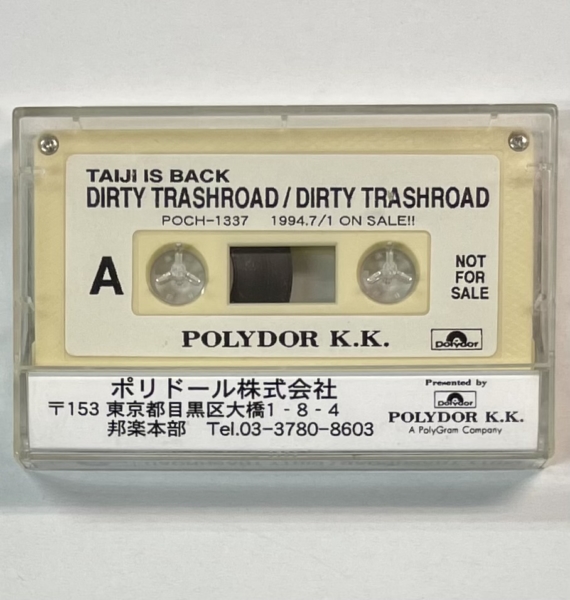 TAIJI IS BACK
DIRTY TRASHROAD / DIRTY TRASHROAD
POCH-1337 1994.7/1 ON SALE!!
A
NOT
FOR
SALE
POLYDOR K.K.
polydor
ポリドール株式会社
〒153 東京都目黒区大橋1-8-4
邦楽本部 Tel.03-3780-8603
Presented by
polydor
POLYDOR K.K.
A PolyGram Company